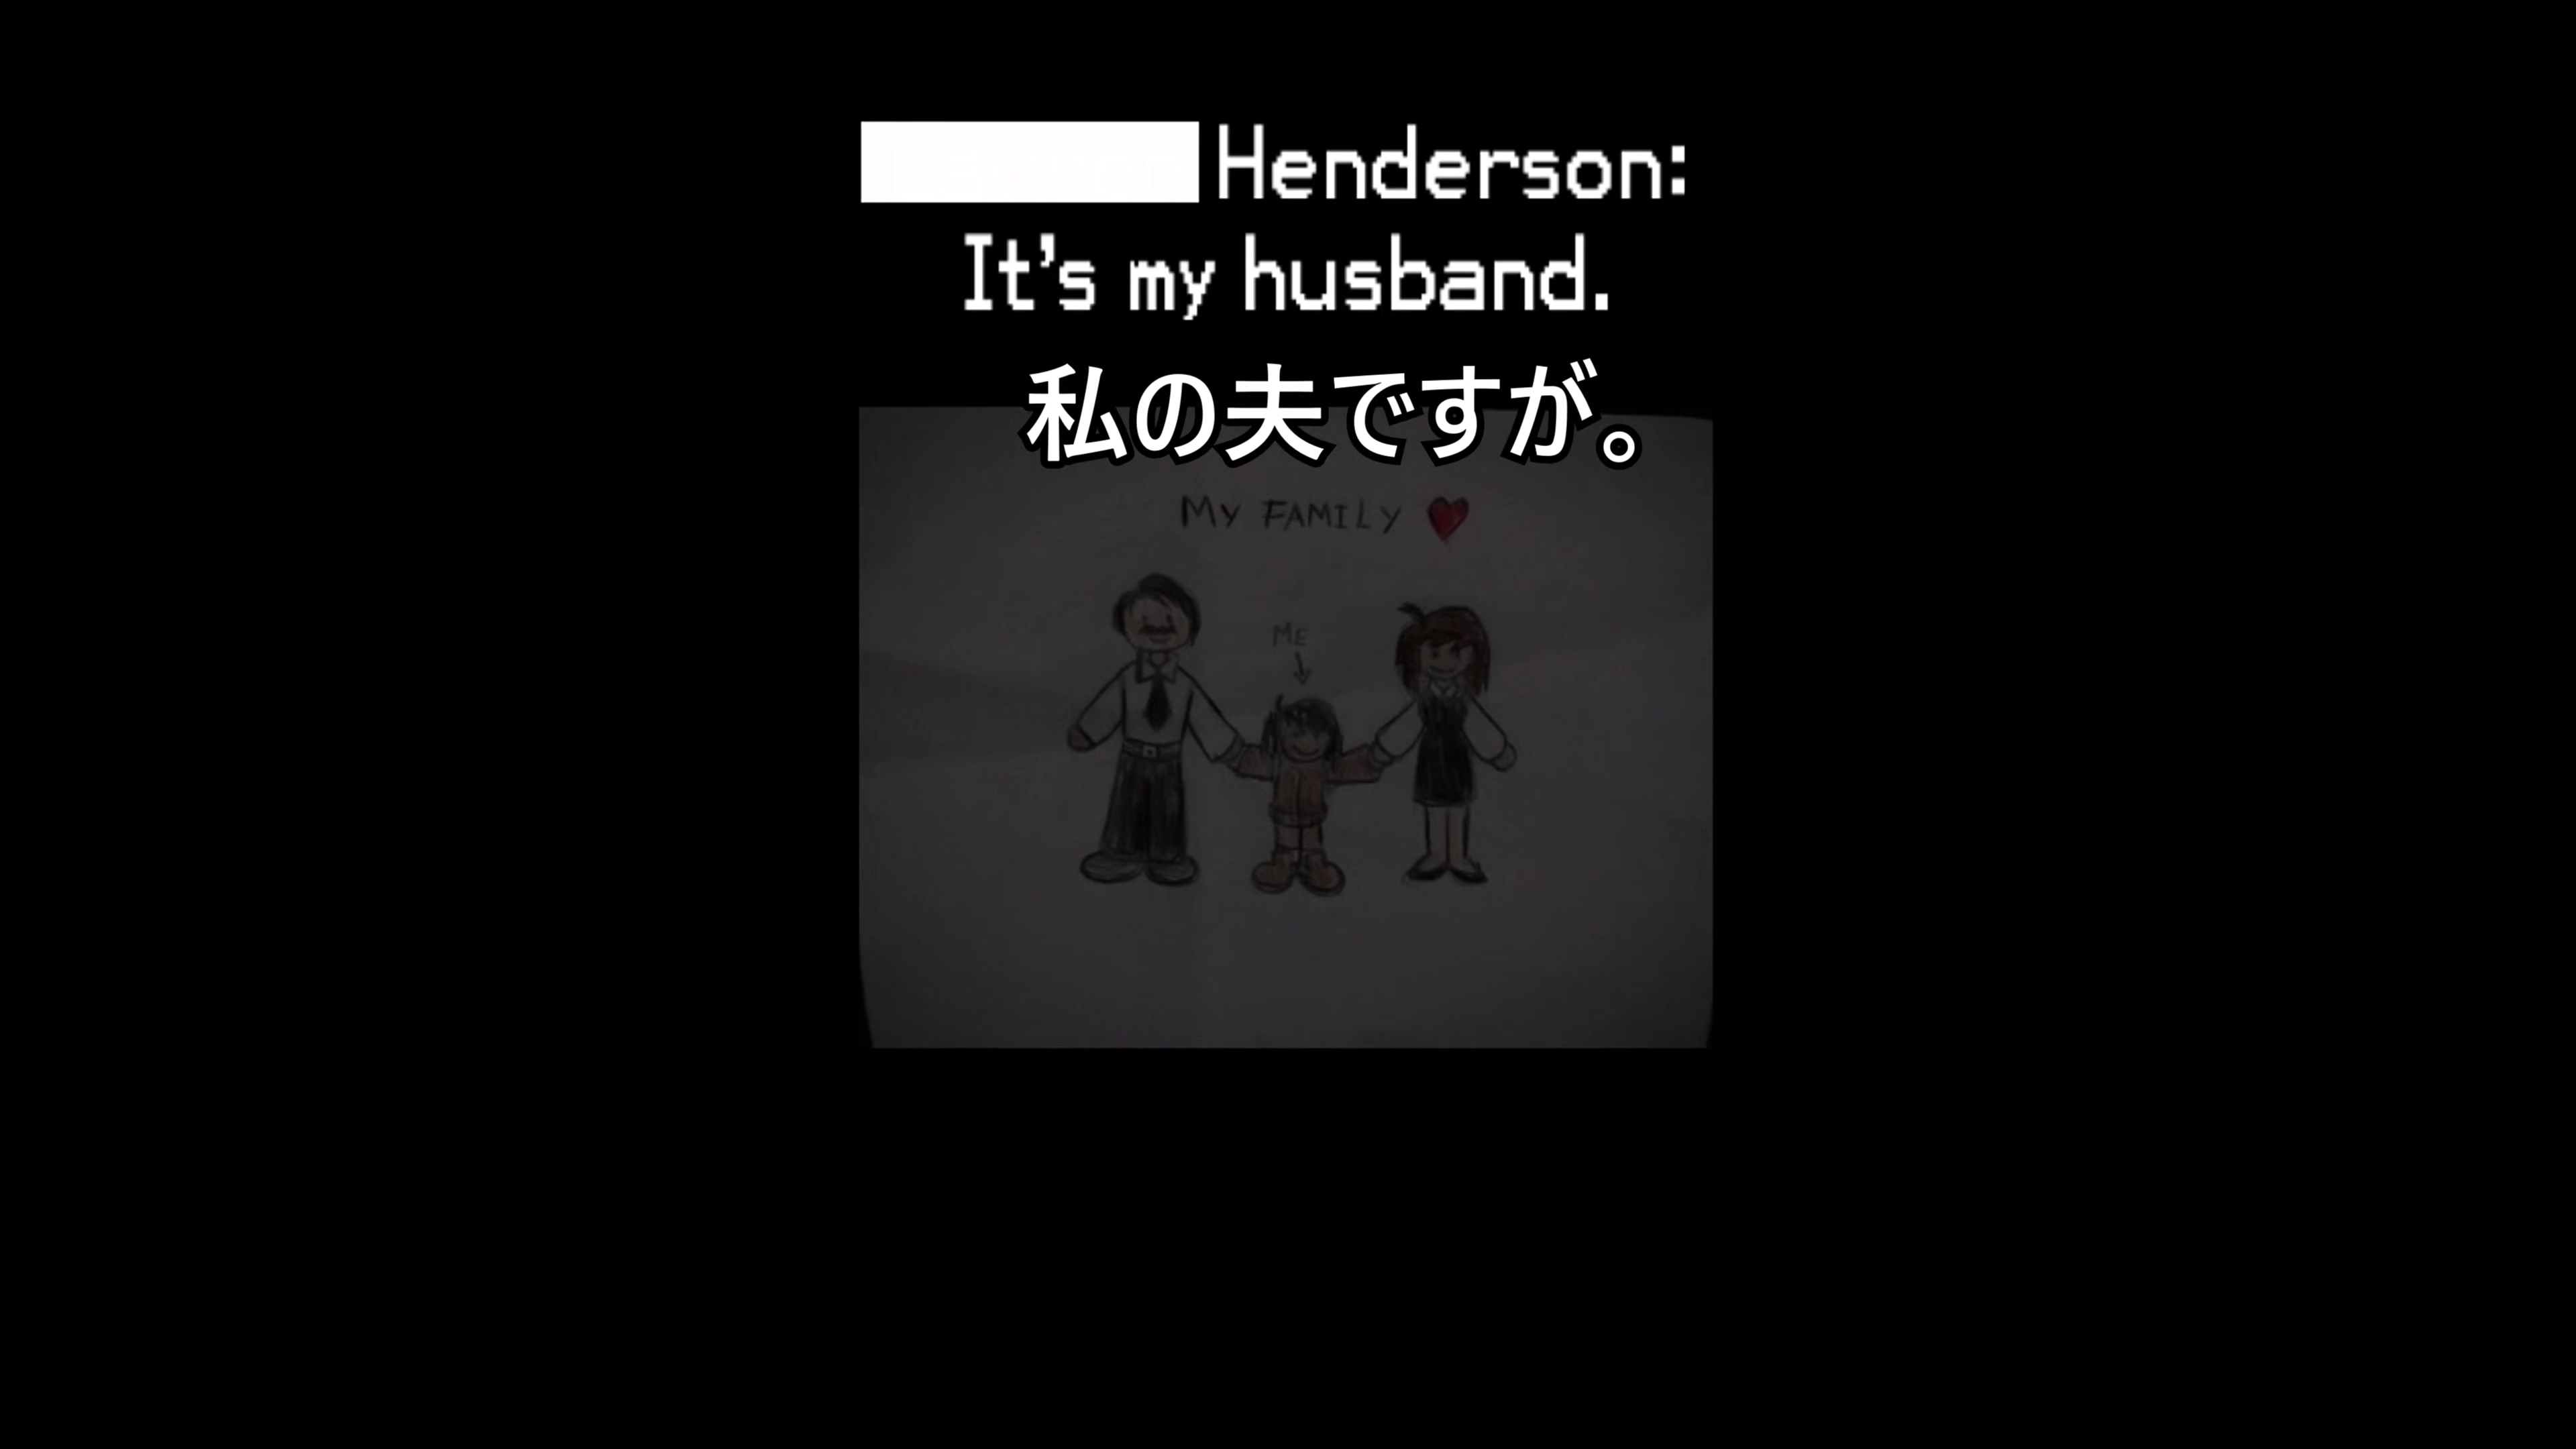 Henderson:
It's my husband.
私の夫ですが。
MY FAMILY
ME